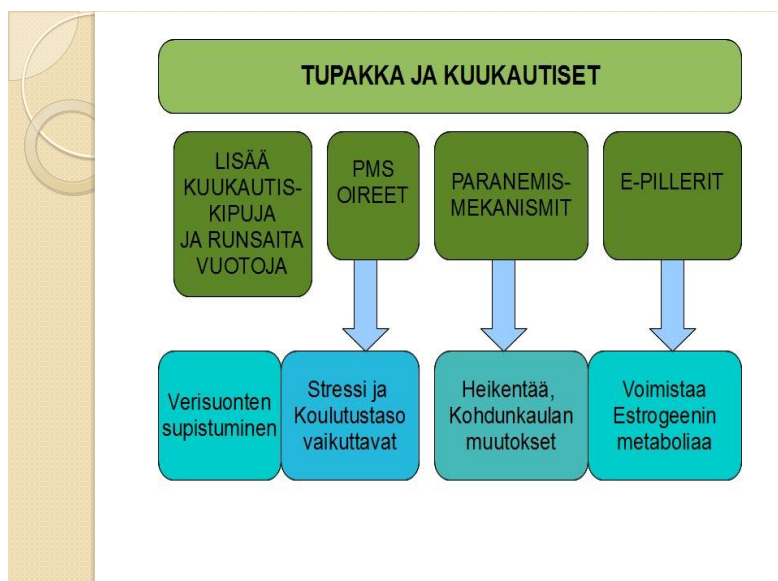 TUPAKKA JA KUUKAUTISET
LISÄÄ
KUUKAUTIS-
KIPUJA
JA RUNSAITA
VUOTOJA
PMS
OIREET
PARANEMIS-
MEKANISMIT
E-PILLERIT
Verisuonten
supistuminen
Stressi ja
Koulutustaso
vaikuttavat
Heikentää,
Kohdunkaulan
muutokset
Voimistaa
Estrogeenin
metaboliaa